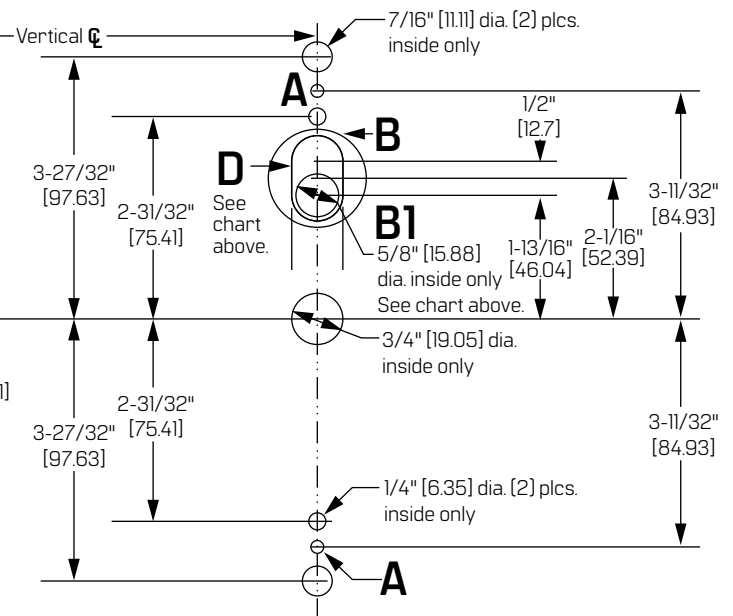 7/16" [11.11] dia. (2) plcs.
inside only
Vertical ℄
A
1/2"
[12.7]
B
3-27/32"
[97.63]
D
See
chart
above.
2-31/32"
[75.41]
3-11/32"
[84.93]
B1
5/8" [15.88]
dia. inside only
See chart above.
1-13/16"
[46.04]
2-1/16"
[52.39]
3/4" [19.05] dia.
inside only
]
2-31/32"
[75.41]
3-27/32"
[97.63]
3-11/32"
[84.93]
1/4" [6.35] dia. (2) plcs.
inside only
A